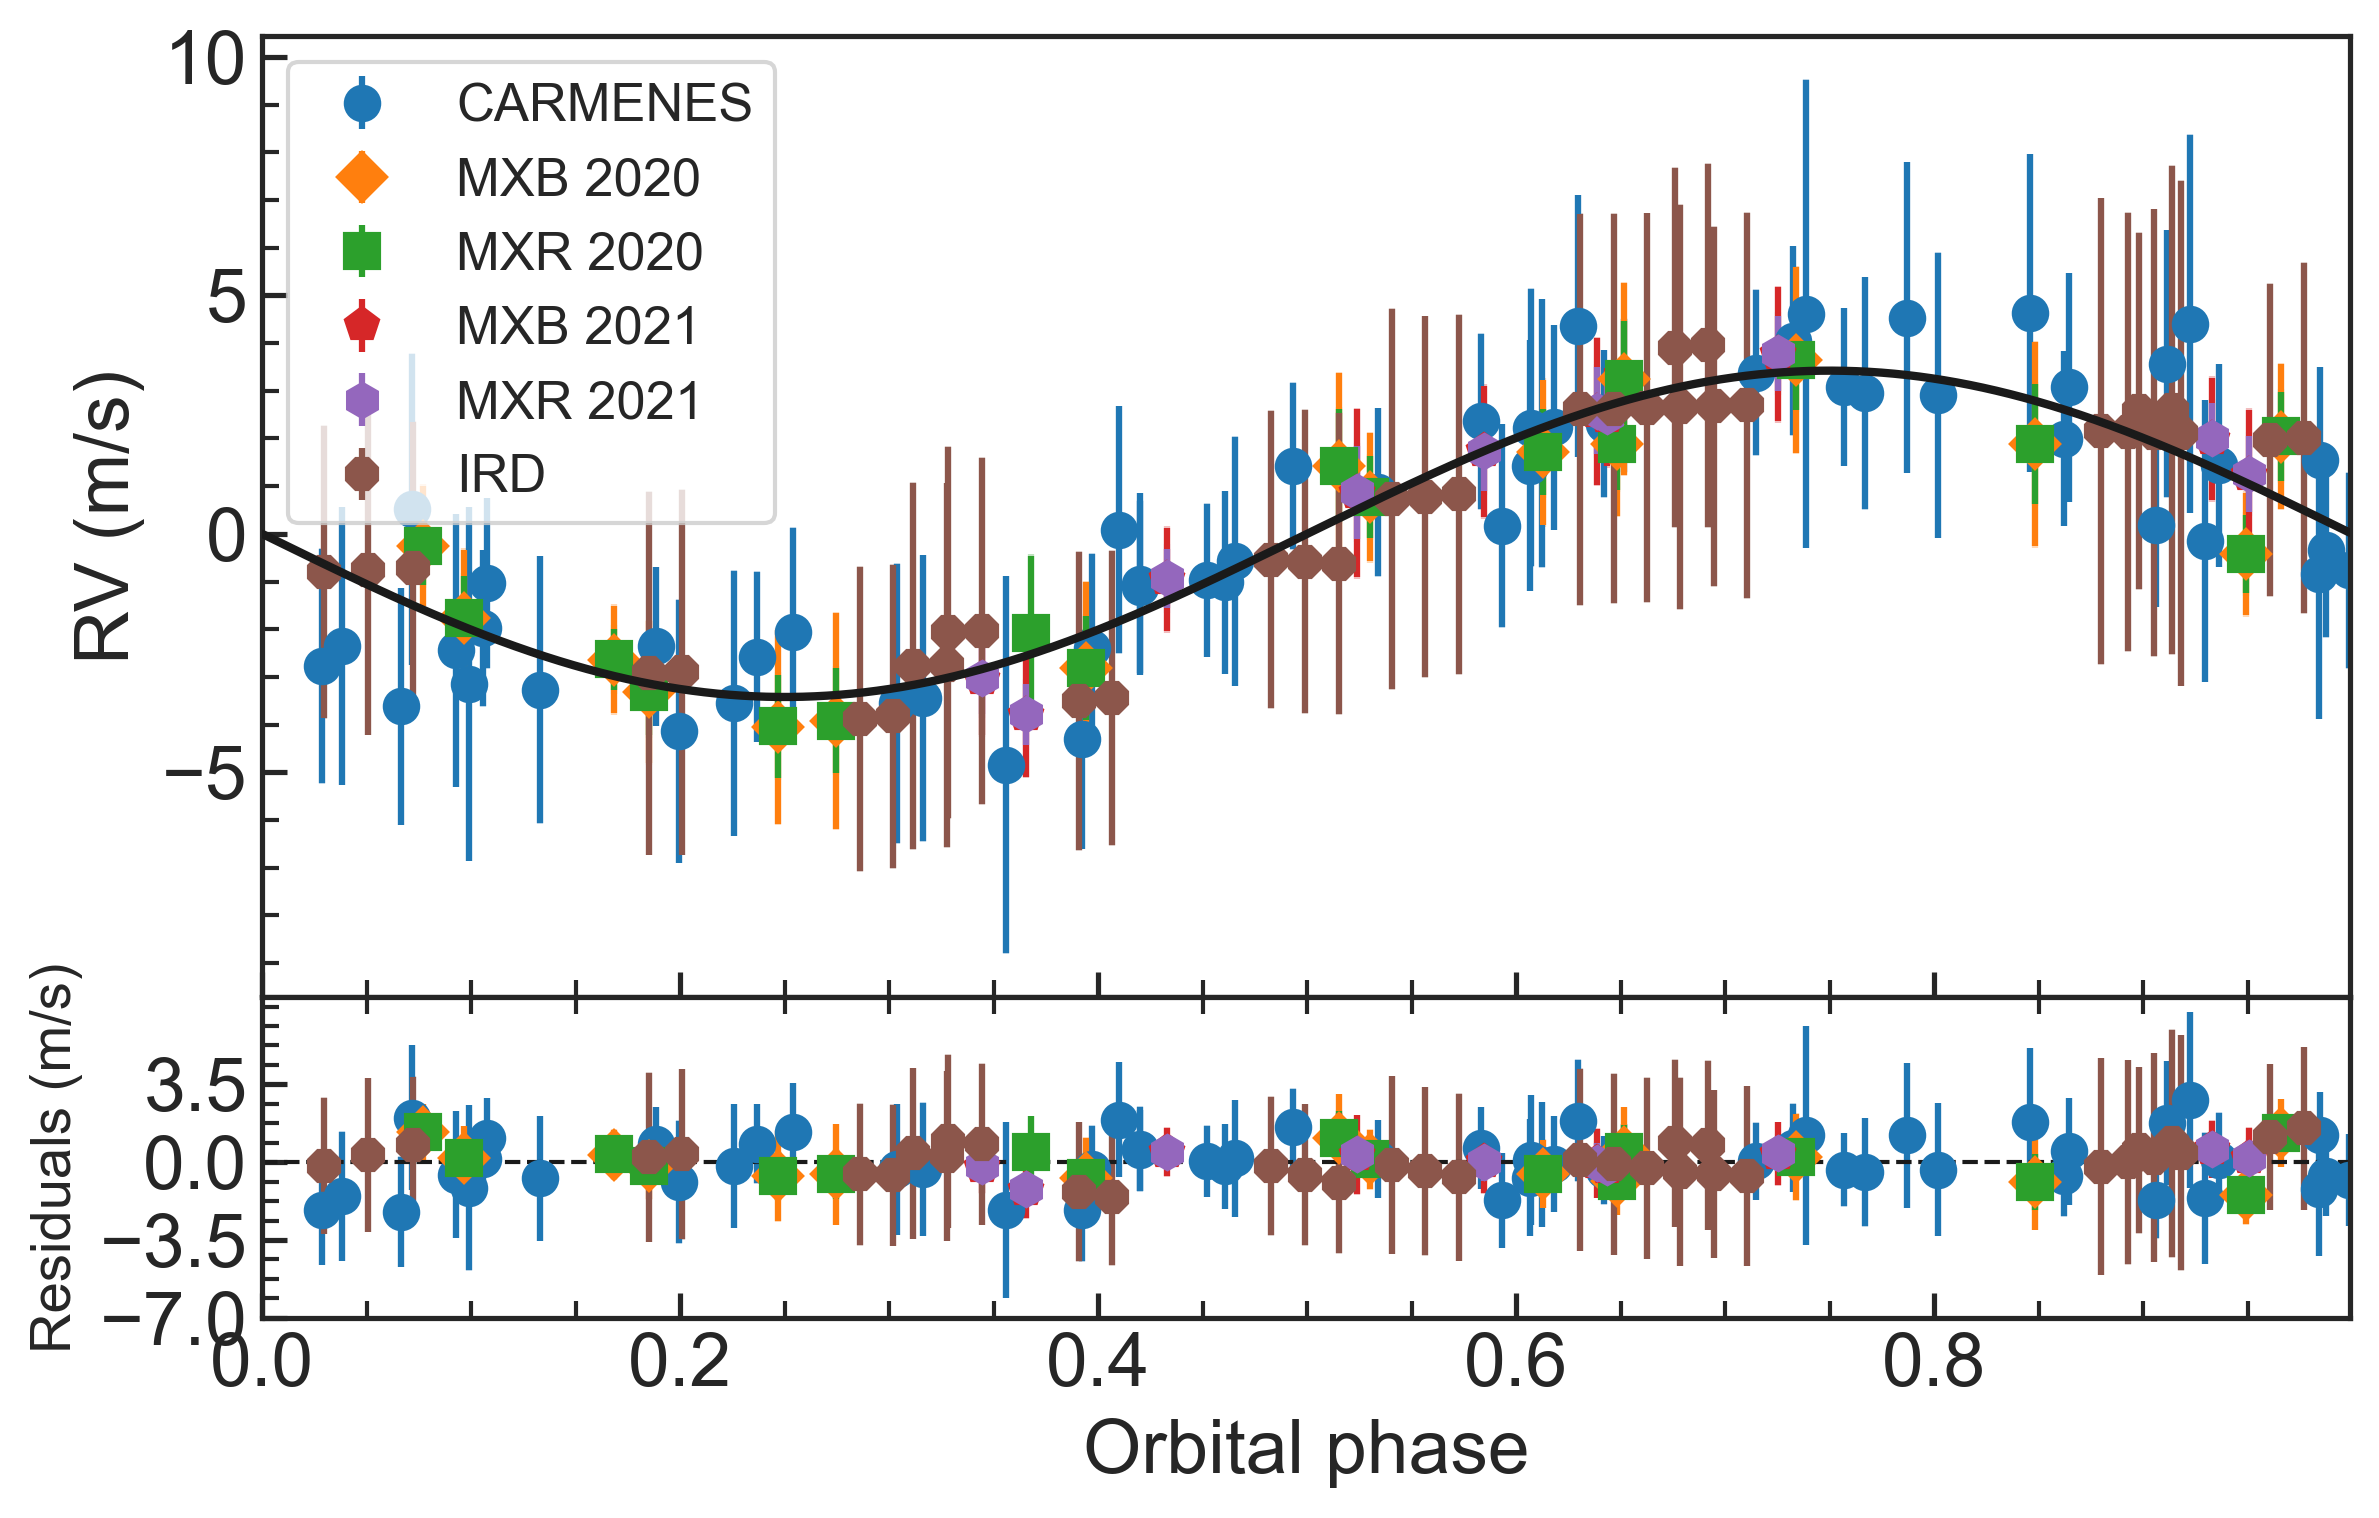 10
5
0
−5
RV (m/s)
CARMENES
MXB 2020
MXR 2020
MXB 2021
MXR 2021
IRD
3.5
0.0
−3.5
−7.0
Residuals (m/s)
0.0
0.2
0.4
0.6
0.8
Orbital phase